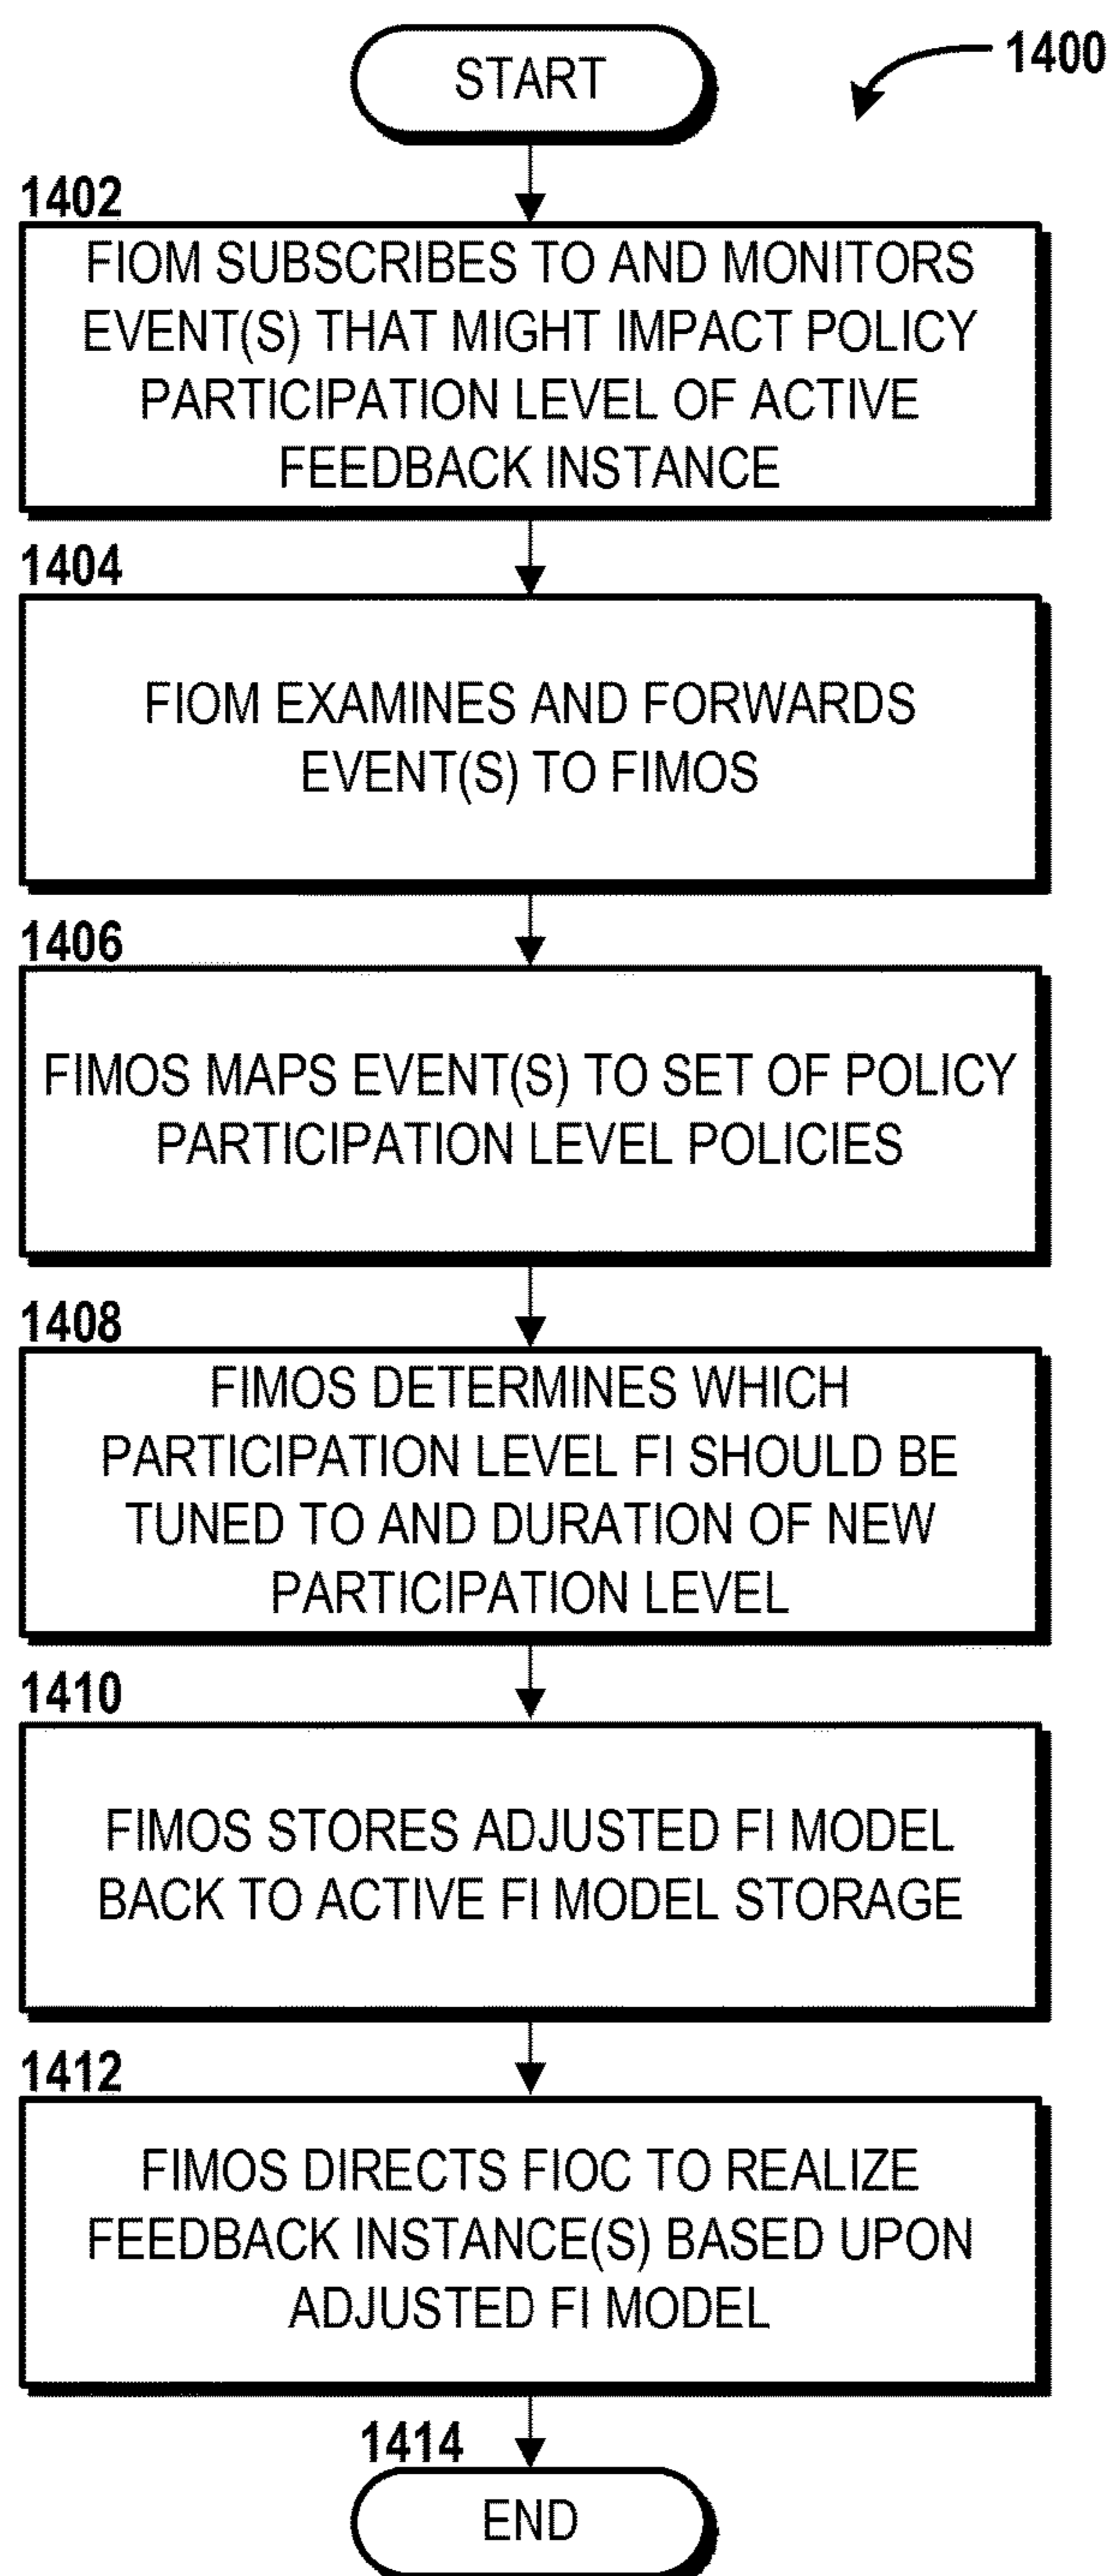 START
1400
1402
FIOM SUBSCRIBES TO AND MONITORS
EVENT(S) THAT MIGHT IMPACT POLICY
PARTICIPATION LEVEL OF ACTIVE
FEEDBACK INSTANCE
1404
FIOM EXAMINES AND FORWARDS
EVENT(S) TO FIMOS
1406
FIMOS MAPS EVENT(S) TO SET OF POLICY
PARTICIPATION LEVEL POLICIES
1408
FIMOS DETERMINES WHICH
PARTICIPATION LEVEL FI SHOULD BE
TUNED TO AND DURATION OF NEW
PARTICIPATION LEVEL
1410
FIMOS STORES ADJUSTED FI MODEL
BACK TO ACTIVE FI MODEL STORAGE
1412
FIMOS DIRECTS FIOC TO REALIZE
FEEDBACK INSTANCE(S) BASED UPON
ADJUSTED FI MODEL
1414
END